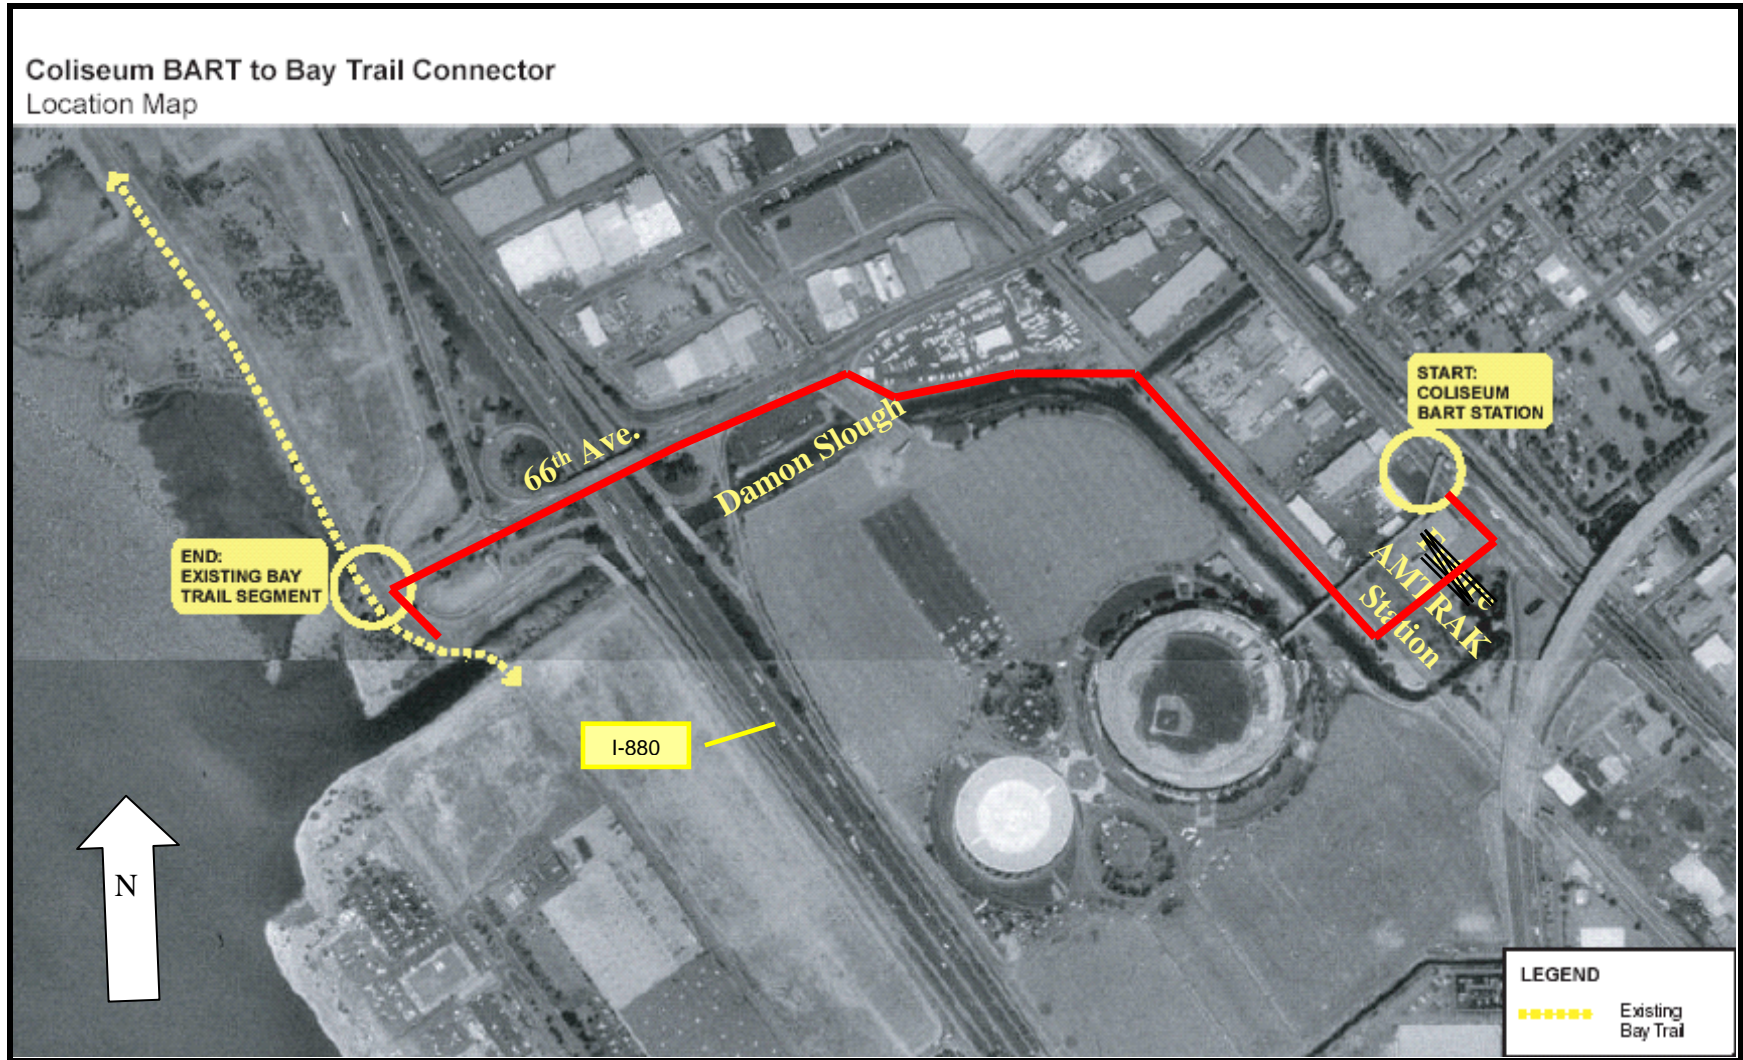 Coliseum BART to Bay Trail Connector
Location Map
START:
COLISEUM
BART STATION
66th Ave.
Damon Slough
AMTRAK
Station
END:
EXISTING BAY
TRAIL SEGMENT
I-880
N
LEGEND
Existing
Bay Trail